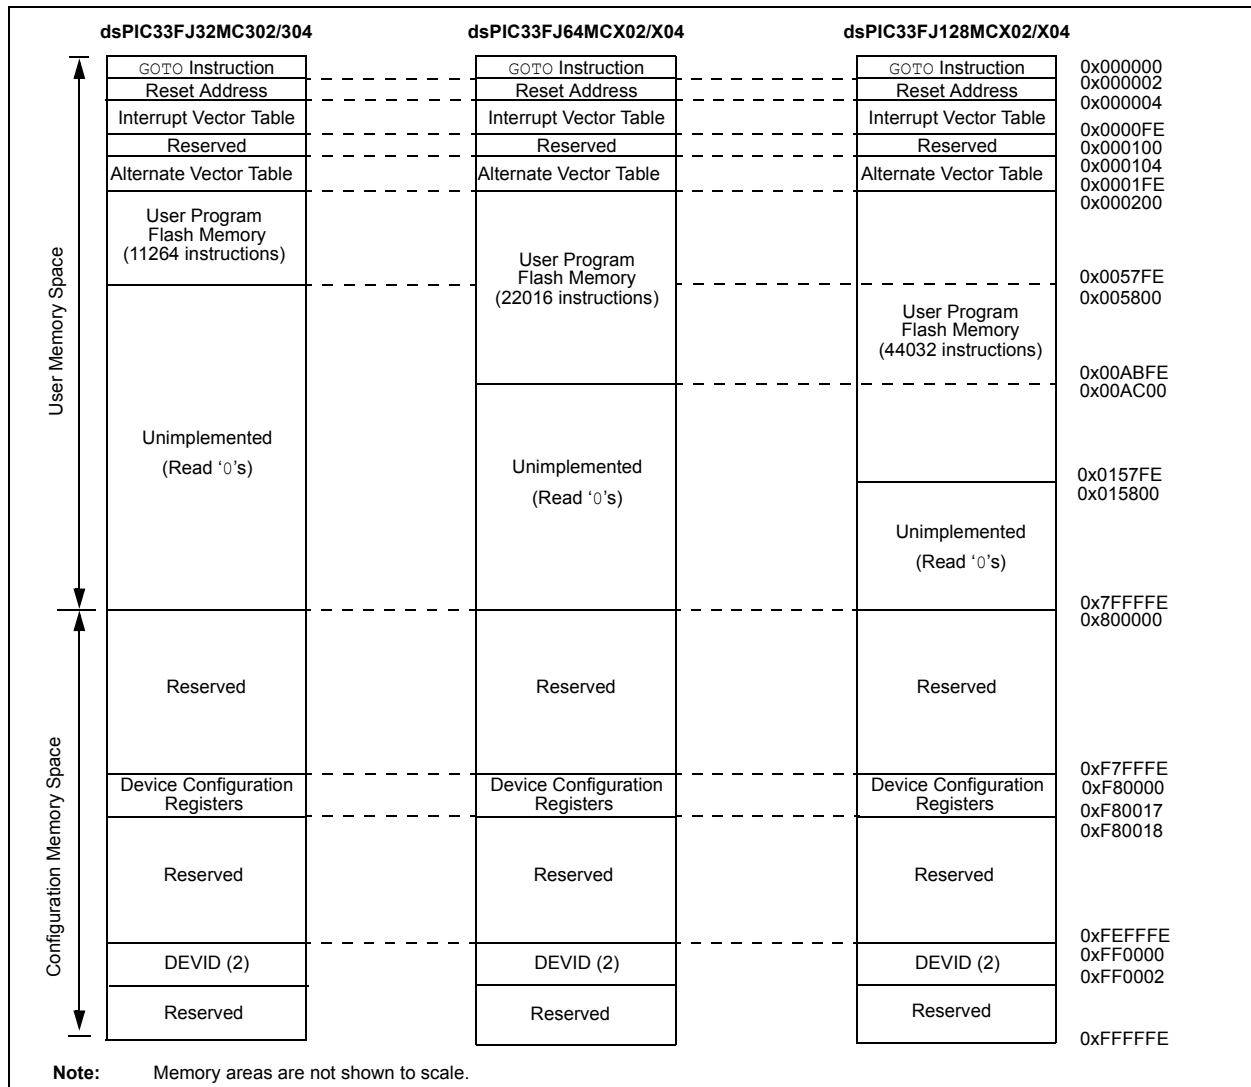 dsPIC33FJ32MC302/304 dsPIC33FJ64MCX02/X04 dsPIC33FJ128MCX02/X04
GOTO Instruction GOTO Instruction GOTO Instruction 0x000000
Reset Address Reset Address Reset Address 0x000002
0x000004
Interrupt Vector Table Interrupt Vector Table Interrupt Vector Table
0x0000FE
Reserved Reserved Reserved 0x000100
0x000104
Alternate Vector Table Alternate Vector Table Alternate Vector Table
0x0001FE
0x000200
User Program
Flash Memory
(11264 instructions)
User Program
Flash Memory
(22016 instructions)
0x0057FE
0x005800
User Program
Flash Memory
(44032 instructions)
0x00ABFE
0x00AC00
User Memory Space
Unimplemented
(Read ‘0’s)
Unimplemented
(Read ‘0’s)
0x0157FE
0x015800
Unimplemented
(Read ‘0’s)
0x7FFFFE
0x800000
Reserved Reserved Reserved
Configuration Memory Space
0xF7FFFE
Device Configuration Device Configuration Device Configuration 0xF80000
Registers Registers Registers
0xF80017
0xF80018
Reserved Reserved Reserved
0xFEFFFE
0xFF0000
DEVID (2) DEVID (2) DEVID (2)
0xFF0002
Reserved Reserved Reserved
0xFFFFFE
Note: Memory areas are not shown to scale.